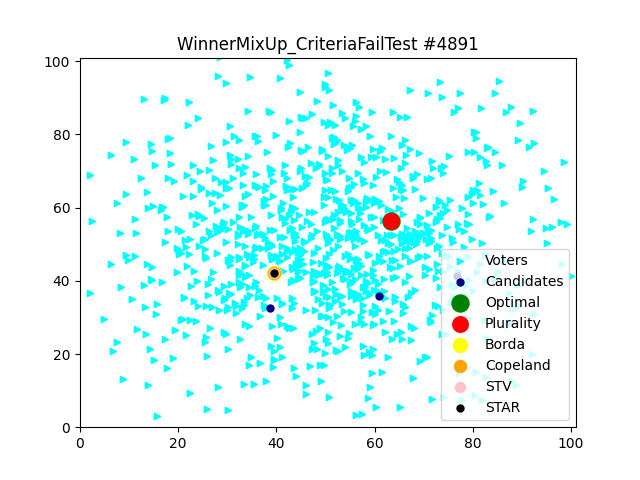 WinnerMixUp_CriteriaFailTest #4891
100
80
60
40
20
0
0 20 40 60 80 100
Voters
Candidates
Optimal
Plurality
Borda
Copeland
STV
STAR